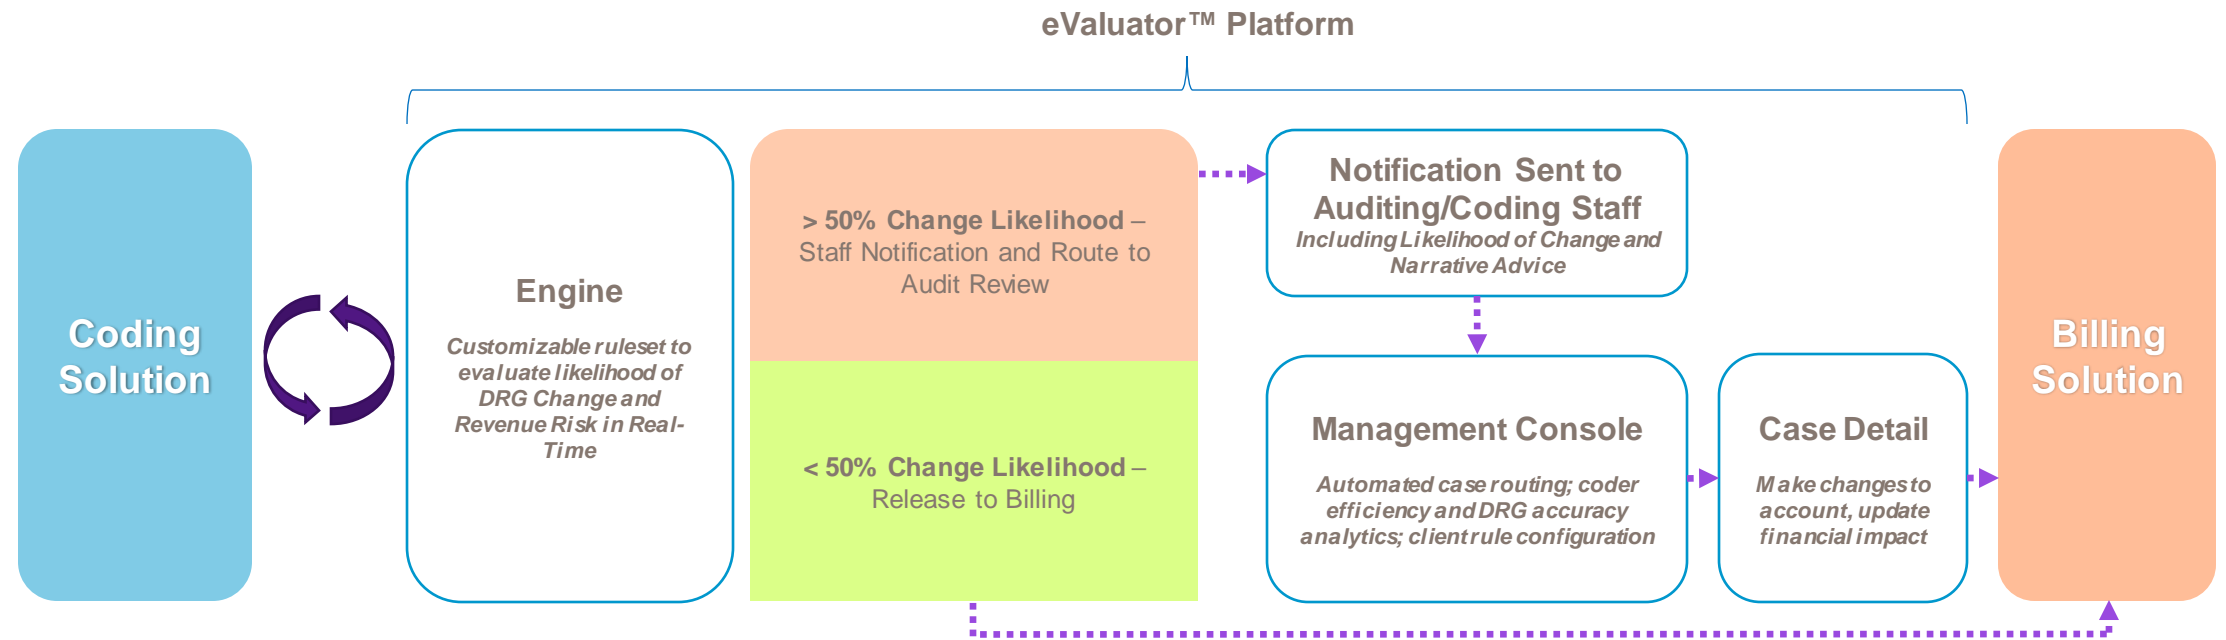 eValuator™ Platform
Coding
Solution
Engine
Customizable ruleset to
evaluate likelihood of
DRG Change and
Revenue Risk in Real-
Time
> 50% Change Likelihood –
Staff Notification and Route to
Audit Review
< 50% Change Likelihood –
Release to Billing
Notification Sent to
Auditing/Coding Staff
Including Likelihood of Change and
Narrative Advice
Management Console
Automated case routing; coder
efficiency and DRG accuracy
analytics; client rule configuration
Case Detail
Make changes to
account, update
financial impact
Billing
Solution